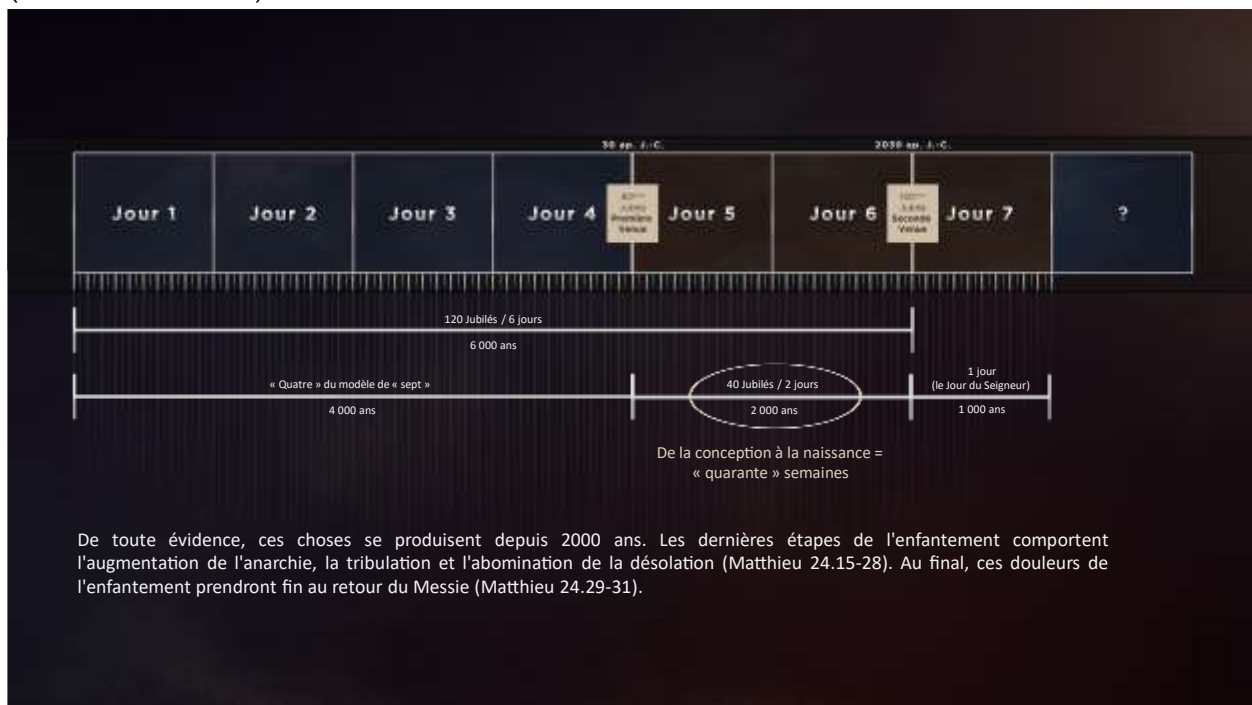 30 ap. J.-C.
2030 ap. J.-C.
Jour 1
Jour 2
Jour 3
Jour 4
Première
Venue
Jour 5
Jour 6
Seconde
Venue
Jour 7
?
120 Jubilés / 6 jours
6 000 ans
« Quatre » du modèle de « sept »
4 000 ans
40 Jubilés / 2 jours
2 000 ans
1 jour
(le Jour du Seigneur)
1 000 ans
De la conception à la naissance =
« quarante » semaines
De toute évidence, ces choses se produisent depuis 2000 ans. Les dernières étapes de l'enfantement comportent
l'augmentation de l'anarchie, la tribulation et l'abomination de la désolation (Matthieu 24.15-28). Au final, ces douleurs de
l'enfantement prendront fin au retour du Messie (Matthieu 24.29-31).